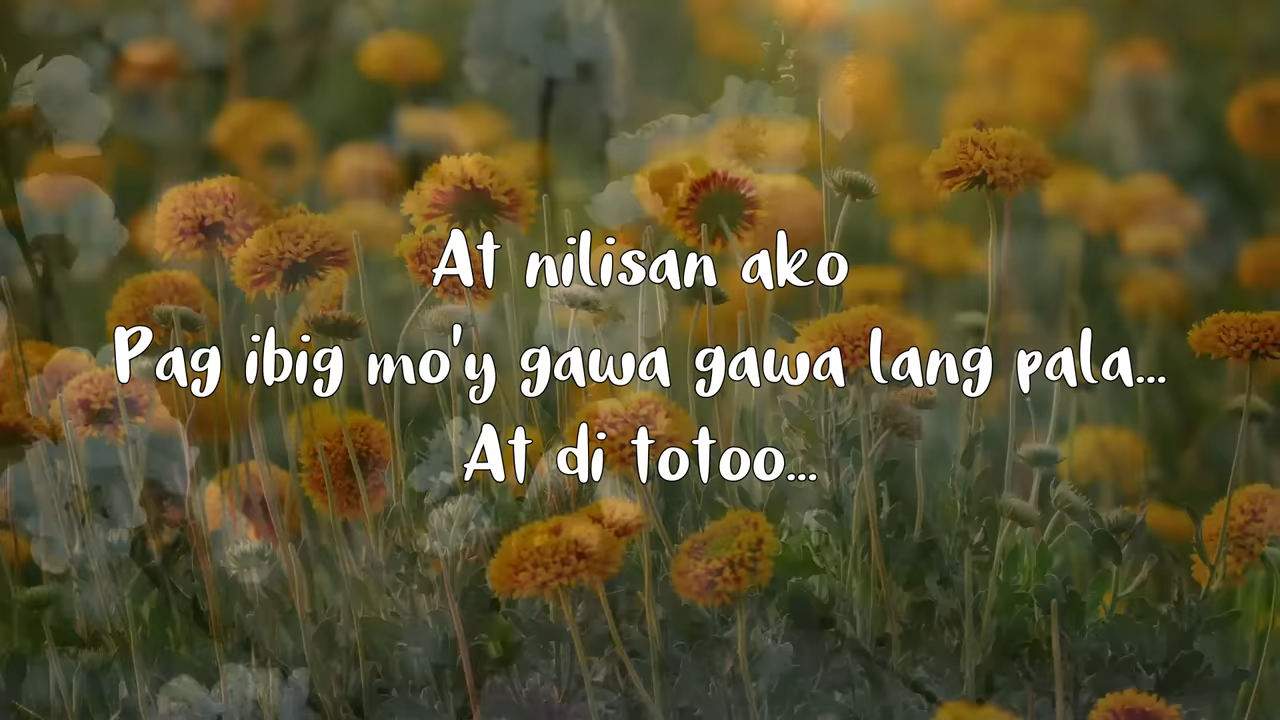 At nilisan ako
Pag ibig mo'y gawa gawa lang pala...
At di totoo...